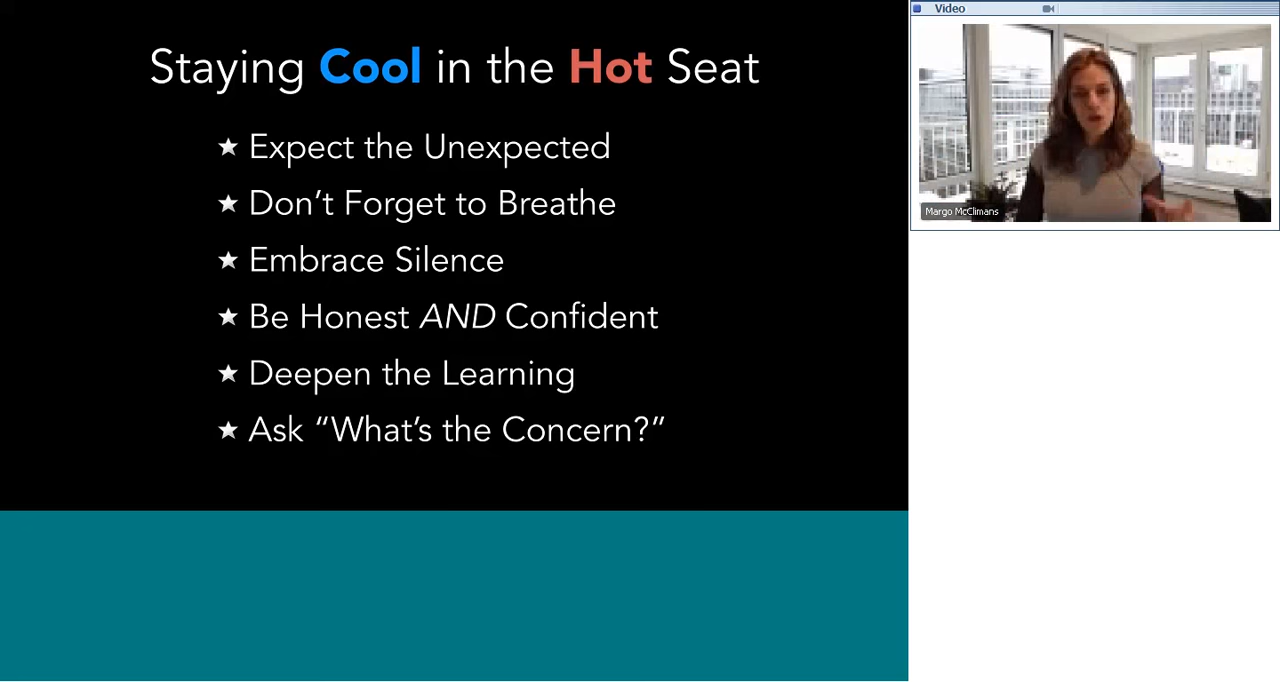 Staying Cool in the Hot Seat
★ Expect the Unexpected
★ Don’t Forget to Breathe
★ Embrace Silence
★ Be Honest AND Confident
★ Deepen the Learning
★ Ask “What’s the Concern?”
Video
Margo McClimans